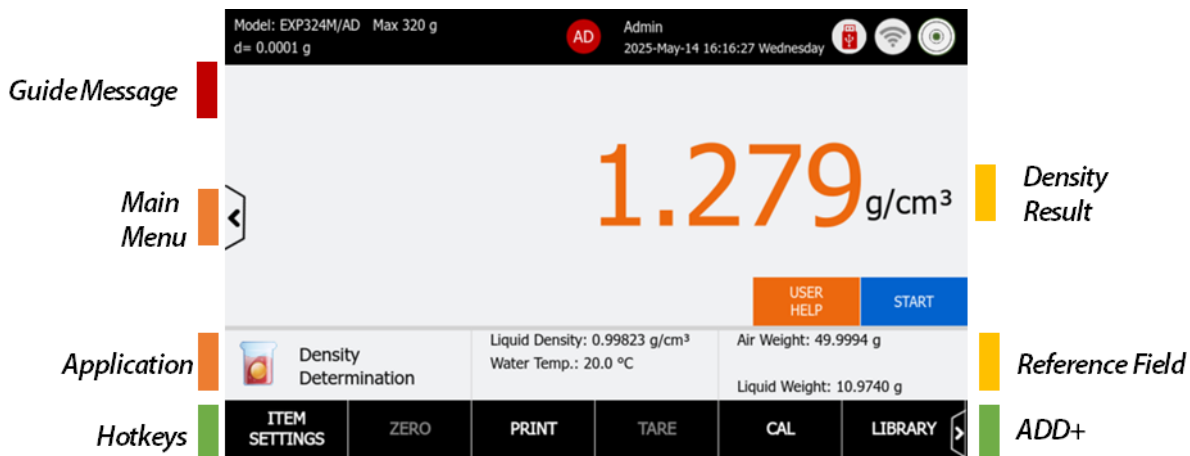 Model: EXP324M/AD Max 320 g
d= 0.0001 g
AD
Admin
2025-May-14 16:16:27 Wednesday
Guide Message
1.279 g/cm³
Main
Menu
Density
Result
USER
HELP
START
Application
Density
Determination
Liquid Density: 0.99823 g/cm³
Water Temp.: 20.0 ºC
Air Weight: 49.9994 g
Liquid Weight: 10.9740 g
Reference Field
Hotkeys
ITEM
SETTINGS
ZERO
PRINT
TARE
CAL
LIBRARY
ADD+